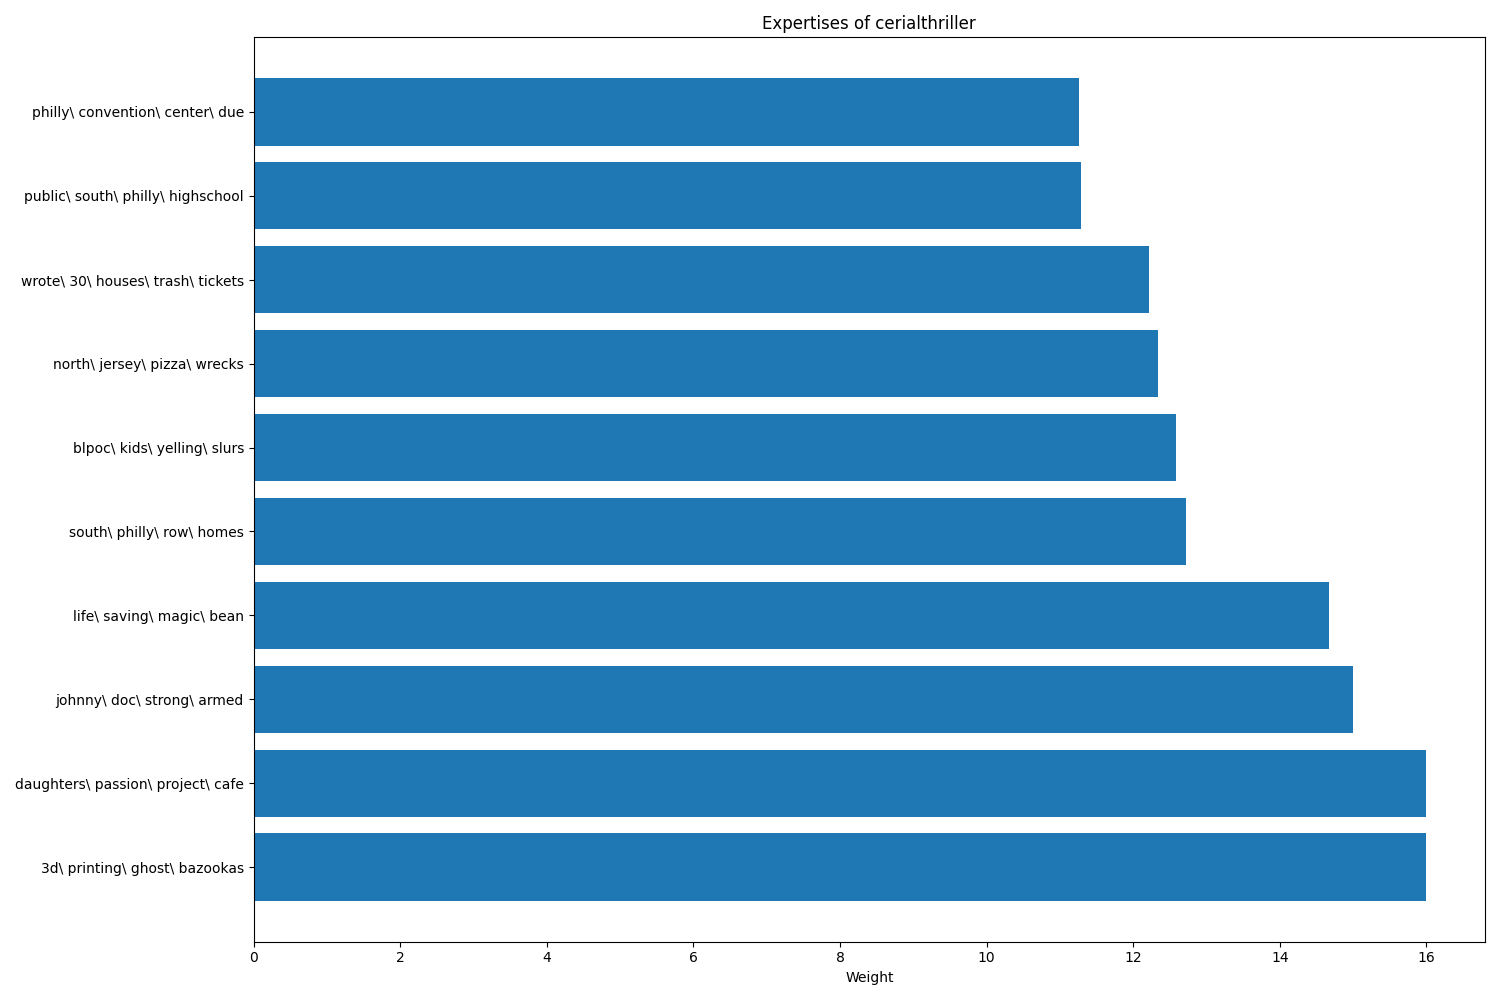 Expertises of cerialthriller
philly\ convention\ center\ due
public\ south\ philly\ highschool
wrote\ 30\ houses\ trash\ tickets
north\ jersey\ pizza\ wrecks
blpoc\ kids\ yelling\ slurs
south\ philly\ row\ homes
life\ saving\ magic\ bean
johnny\ doc\ strong\ armed
daughters\ passion\ project\ cafe
3d\ printing\ ghost\ bazookas
0 2 4 6 8 10 12 14 16
Weight